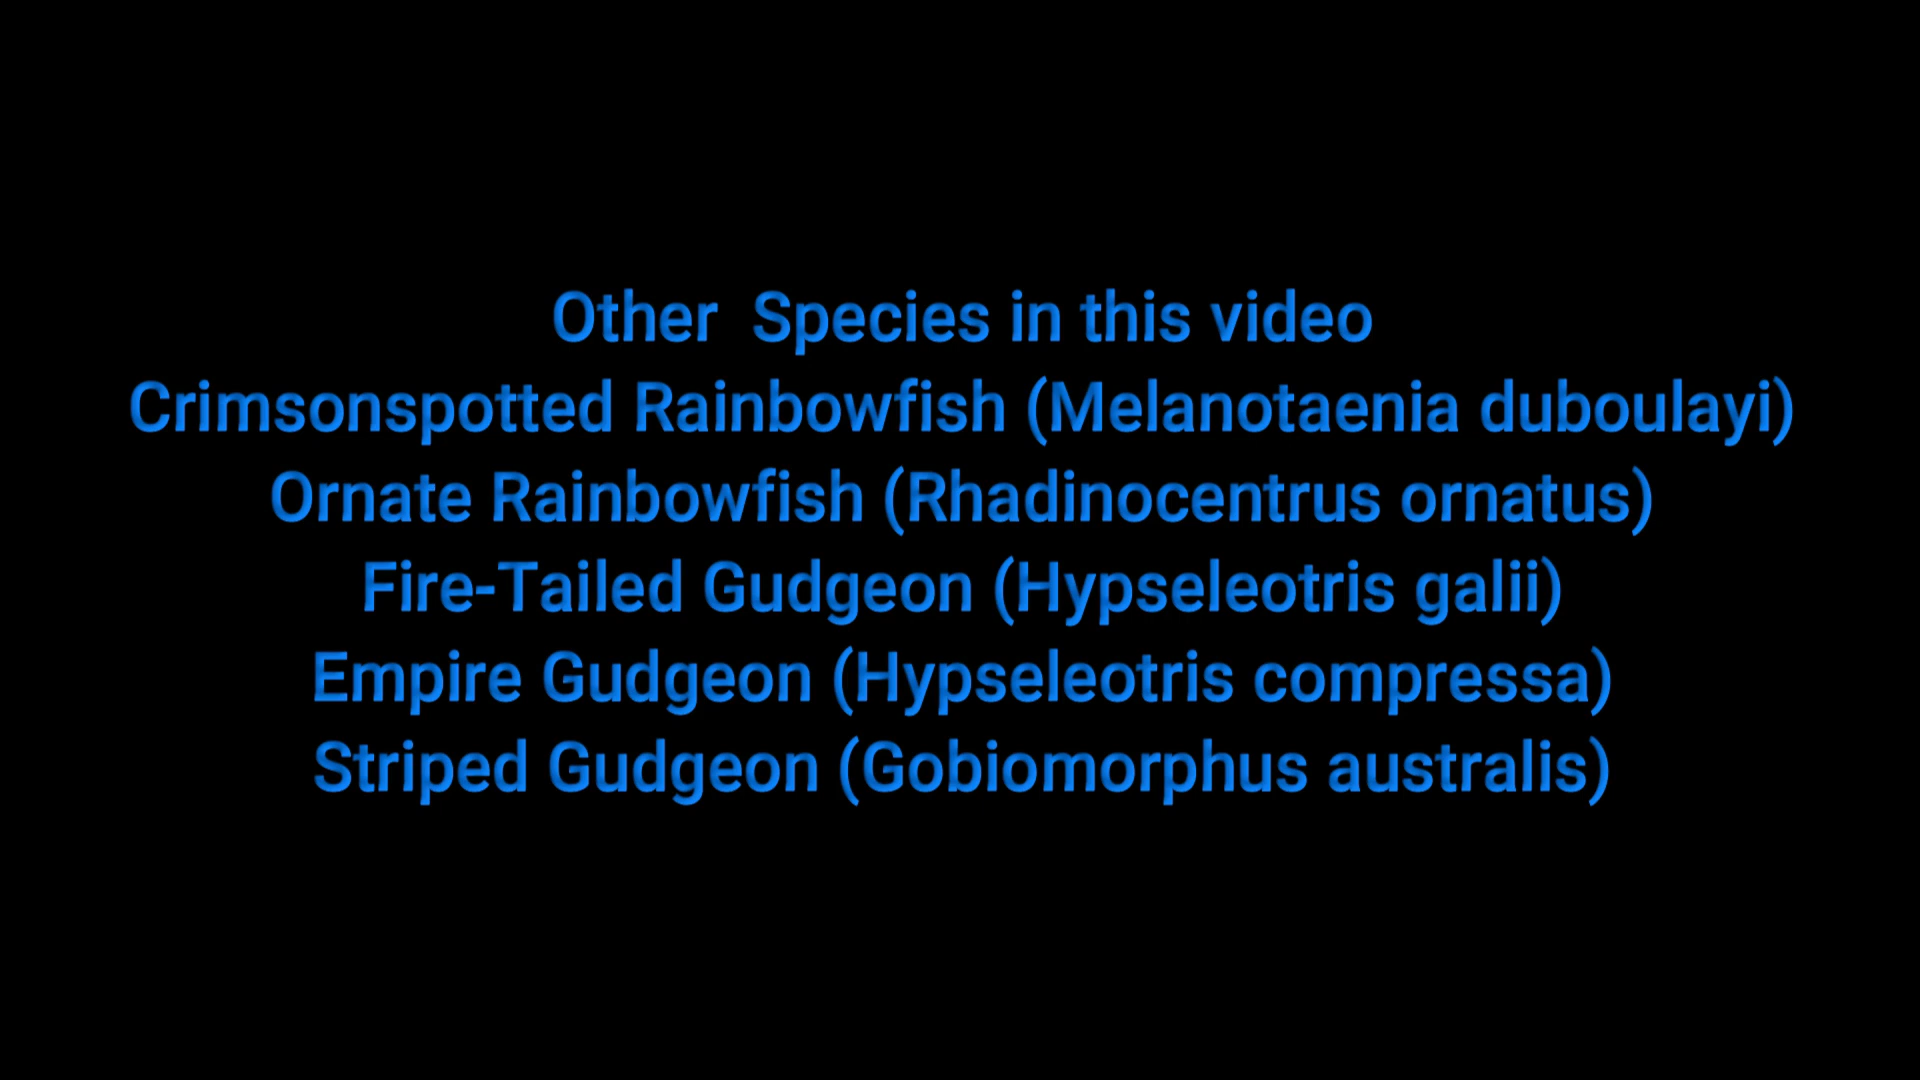 Other  Species in this video
Crimsonspotted Rainbowfish (Melanotaenia duboulayi)
Ornate Rainbowfish (Rhadinocentrus ornatus)
Fire-Tailed Gudgeon (Hypseleotris galii)
Empire Gudgeon (Hypseleotris compressa)
Striped Gudgeon (Gobiomorphus australis)